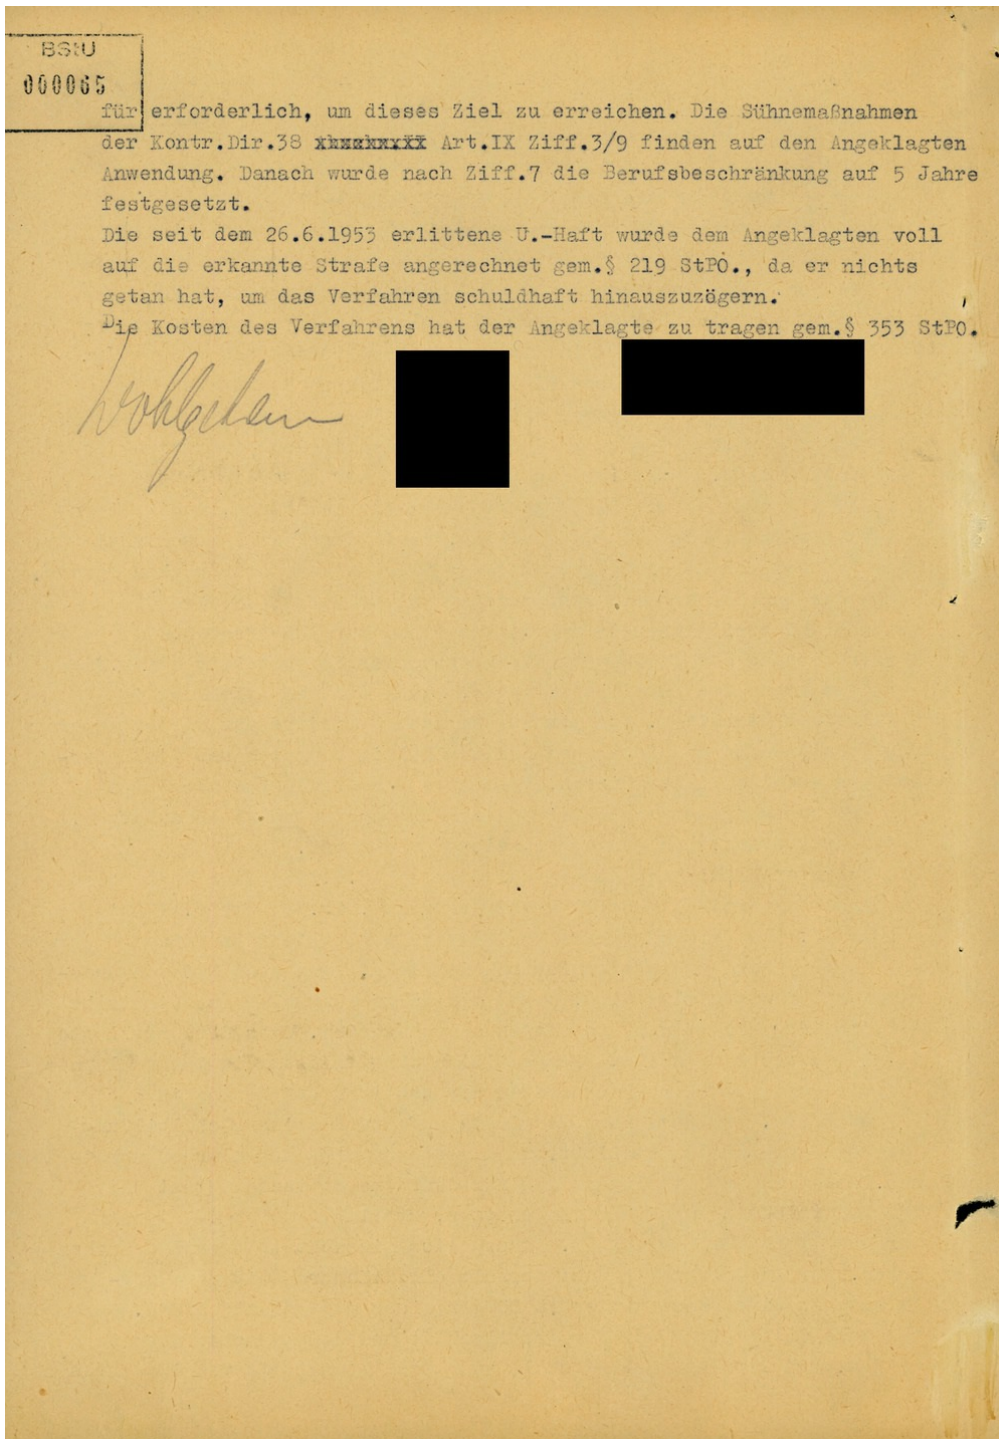 BStU
000065
für erforderlich, um dieses Ziel zu erreichen. Die Sühnemaßnahmen
der Kontr.Dir.38 Art.IX Ziff.3/9 finden auf den Angeklagten
Anwendung. Danach wurde nach Ziff.7 die Berufsbeschränkung auf 5 Jahre
festgesetzt.
Die seit dem 26.6.1953 erlittene U.-Haft wurde dem Angeklagten voll
auf die erkannte Strafe angerechnet gem.§ 219 StPO., da er nichts
getan hat, um das Verfahren schuldhaft hinauszuzögern.
Die Kosten des Verfahrens hat der Angeklagte zu tragen gem.§ 353 StPO.